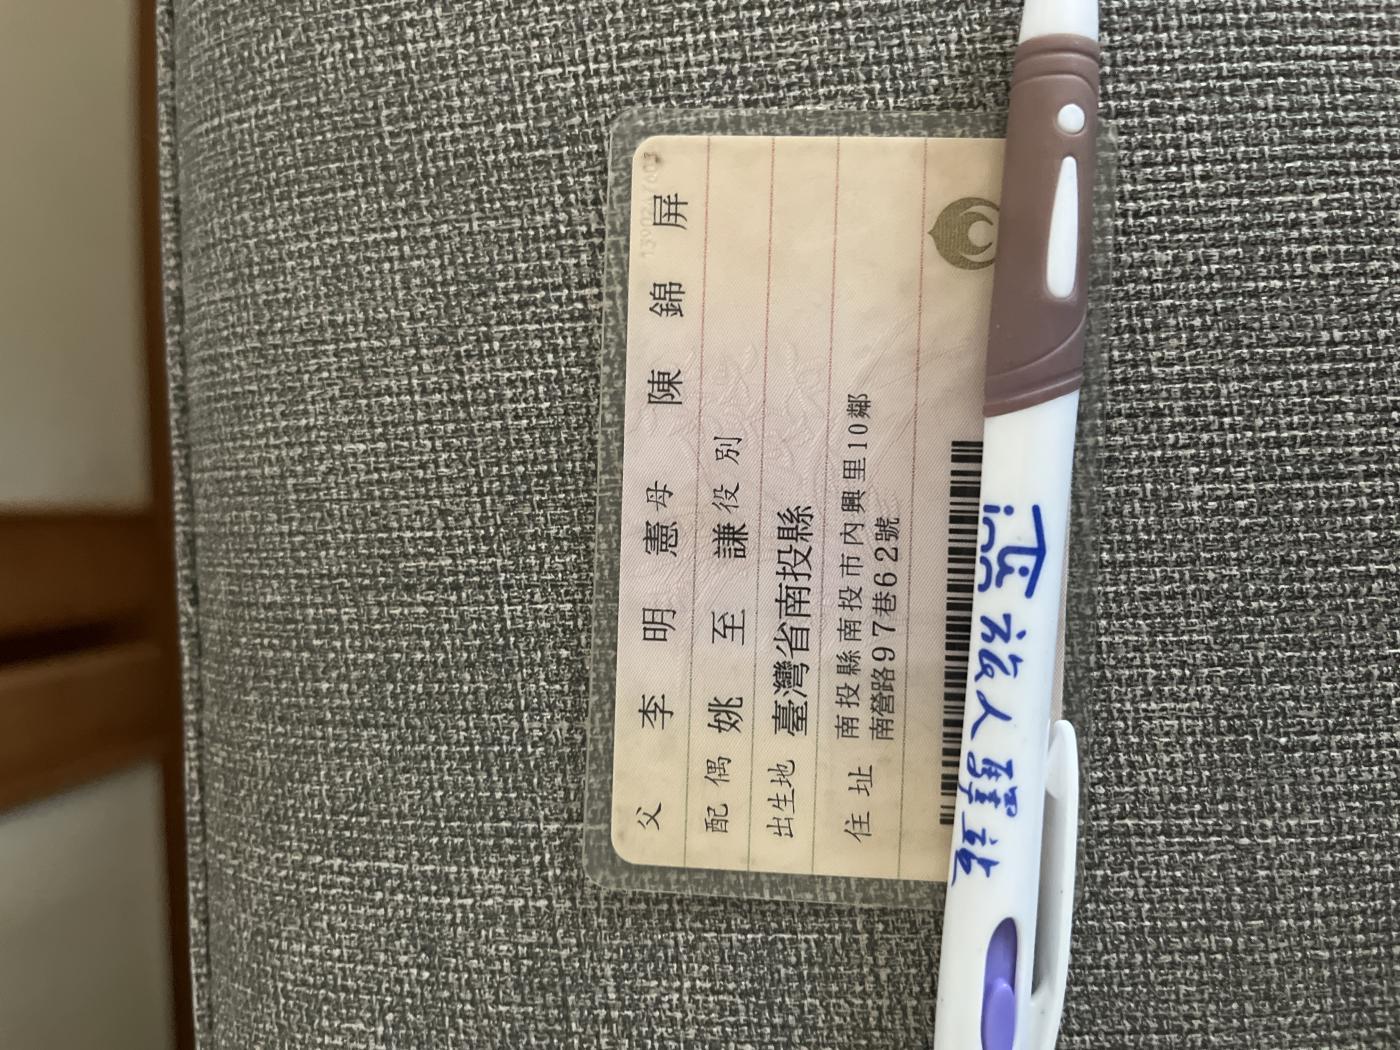 父 李明憲 母 陳錦屏
配偶 姚至謙 役別
出生地 臺灣省南投縣
住址 南投縣南投市內興里10鄰
南營路97巷62號